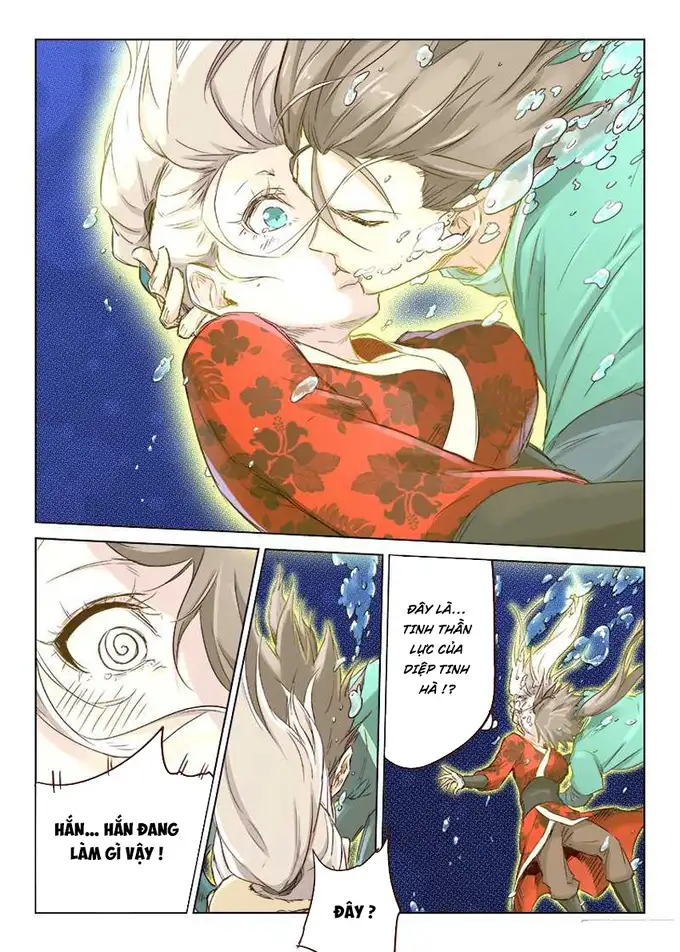 HẮN... HẮN ĐANG
LÀM GÌ VẬY !
ĐÂY ?
ĐÂY LÀ...
TINH THẦN
LỰC CỦA
DIỆP TINH
HÀ !?